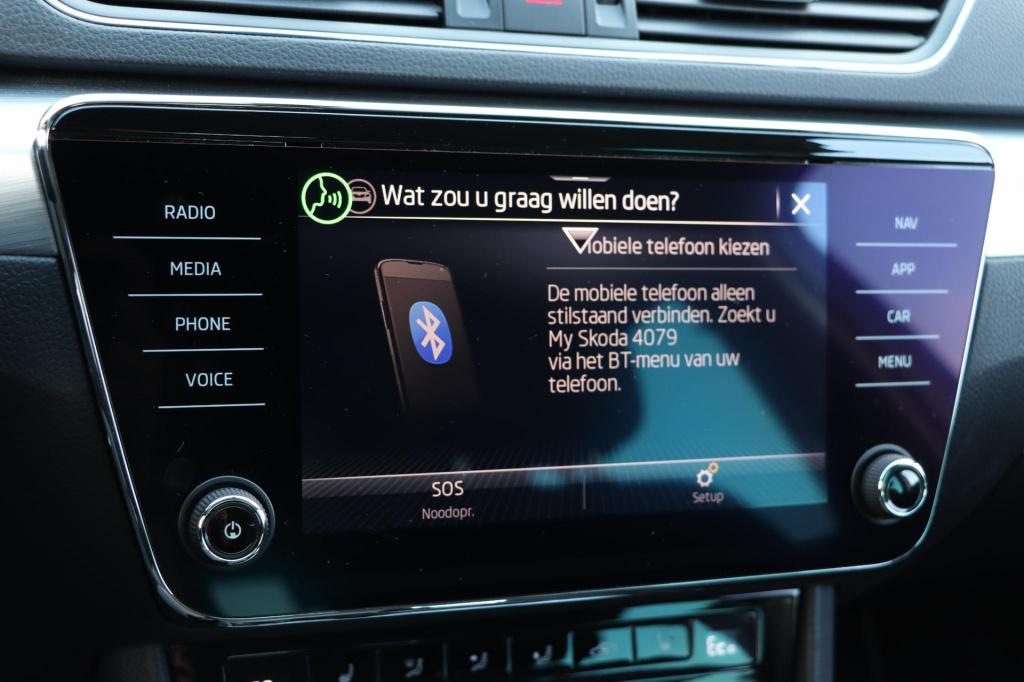 Wat zou u graag willen doen?
RADIO
MEDIA
PHONE
VOICE
obiele telefoon kiezen
De mobiele telefoon alleen
stilstaand verbinden. Zoekt u
My Skoda 4079
via het BT-menu van uw
telefoon.
SOS
Noodopr.
Setup
NAV
APP
CAR
MENU